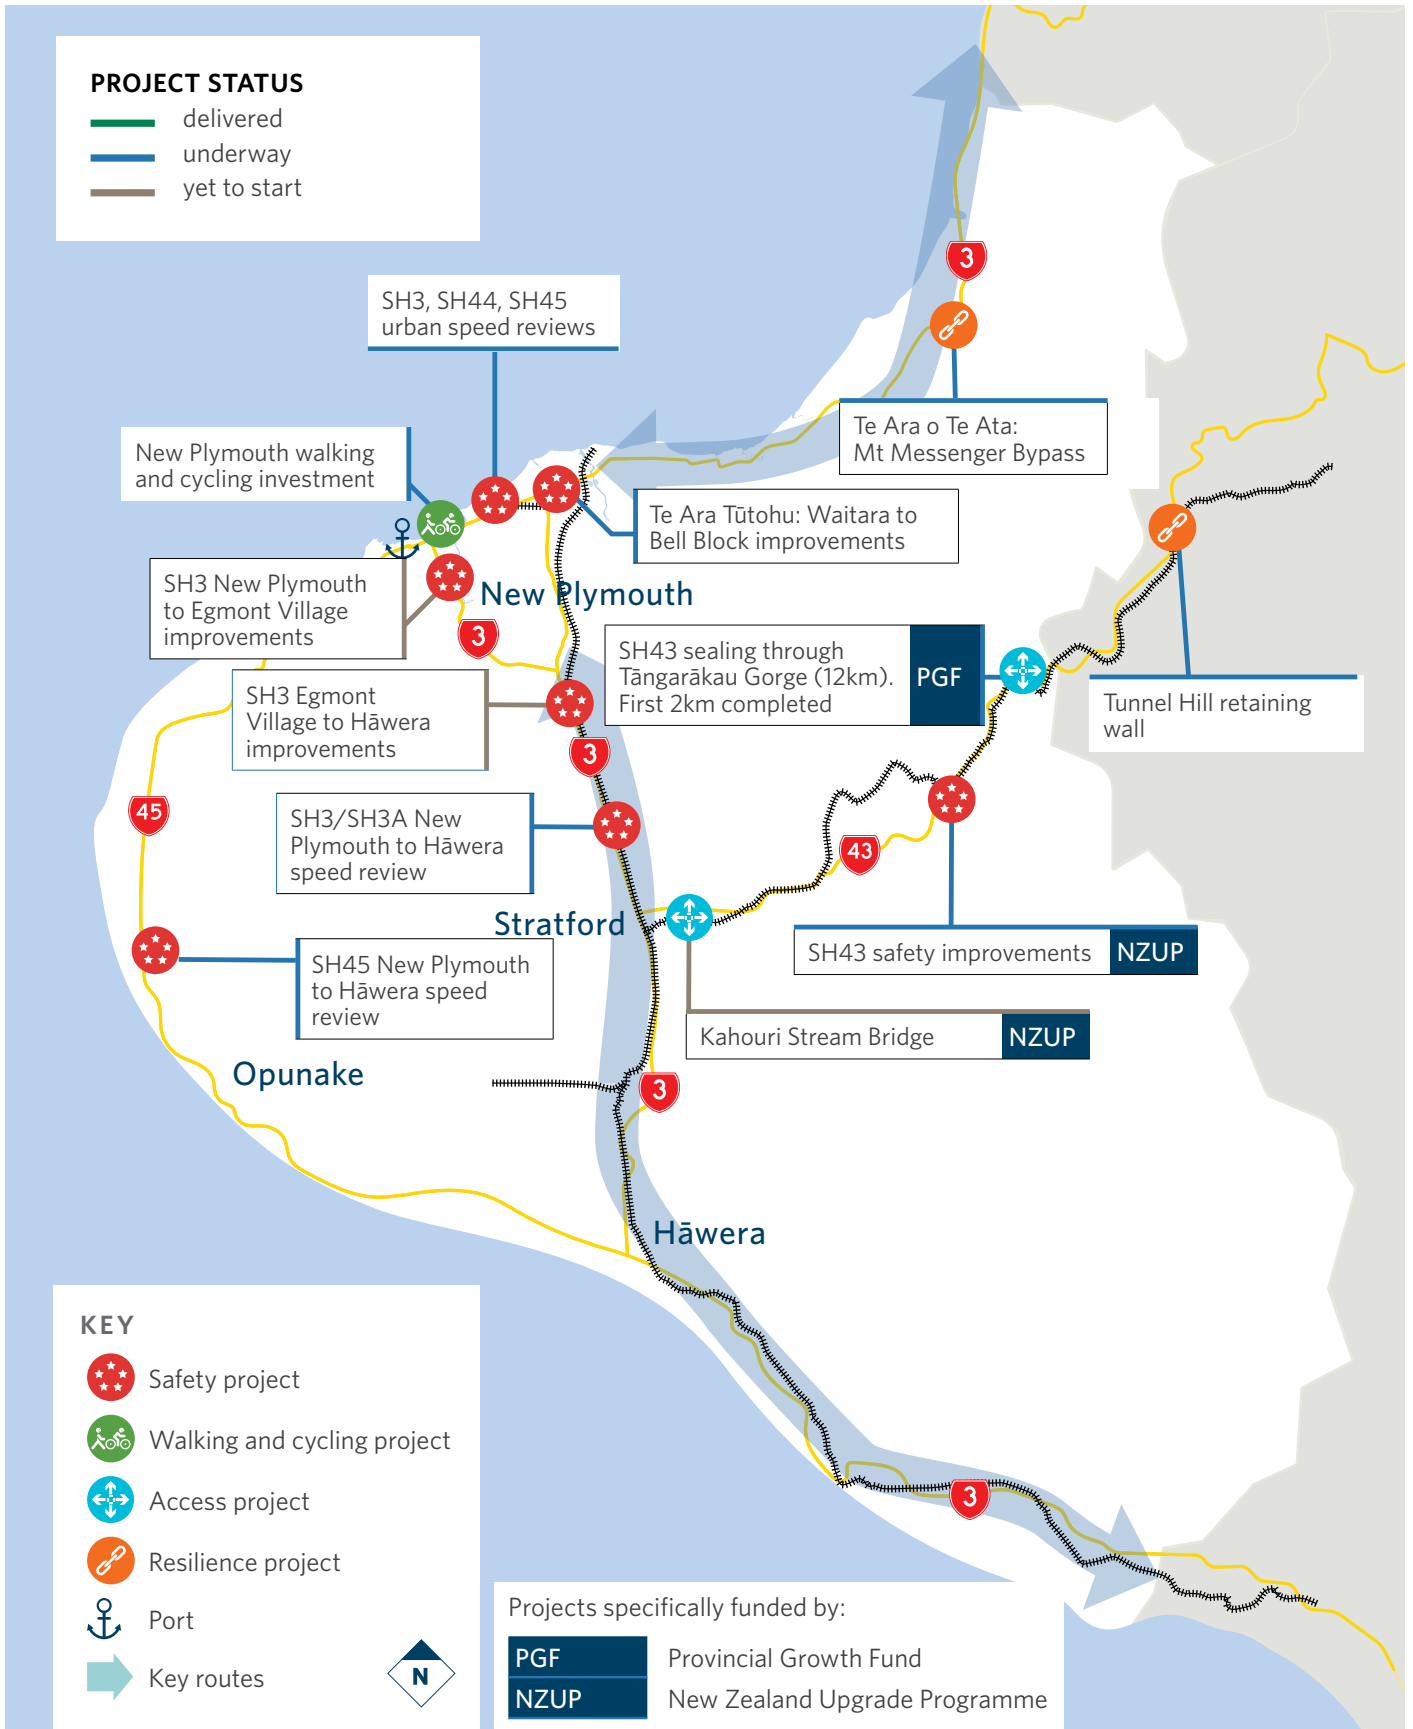 PROJECT STATUS
delivered
underway
yet to start
3
SH3, SH44, SH45
urban speed reviews
Te Ara o Te Ata:
Mt Messenger Bypass
New Plymouth walking
and cycling investment
Te Ara Tūtohu: Waitara to
Bell Block improvements
SH3 New Plymouth
to Egmont Village
improvements
New Plymouth
3
SH43 sealing through
Tāngarākau Gorge (12km).
First 2km completed
PGF
Tunnel Hill retaining
wall
SH3 Egmont
Village to Hāwera
improvements
3
45
SH3/SH3A New
Plymouth to Hāwera
speed review
43
Stratford
SH43 safety improvements
NZUP
SH45 New Plymouth
to Hāwera speed
review
Kahouri Stream Bridge
NZUP
Opunake
3
Hāwera
3
KEY
Safety project
Walking and cycling project
Access project
Resilience project
Port
Key routes
N
Projects specifically funded by:
PGF
Provincial Growth Fund
NZUP
New Zealand Upgrade Programme